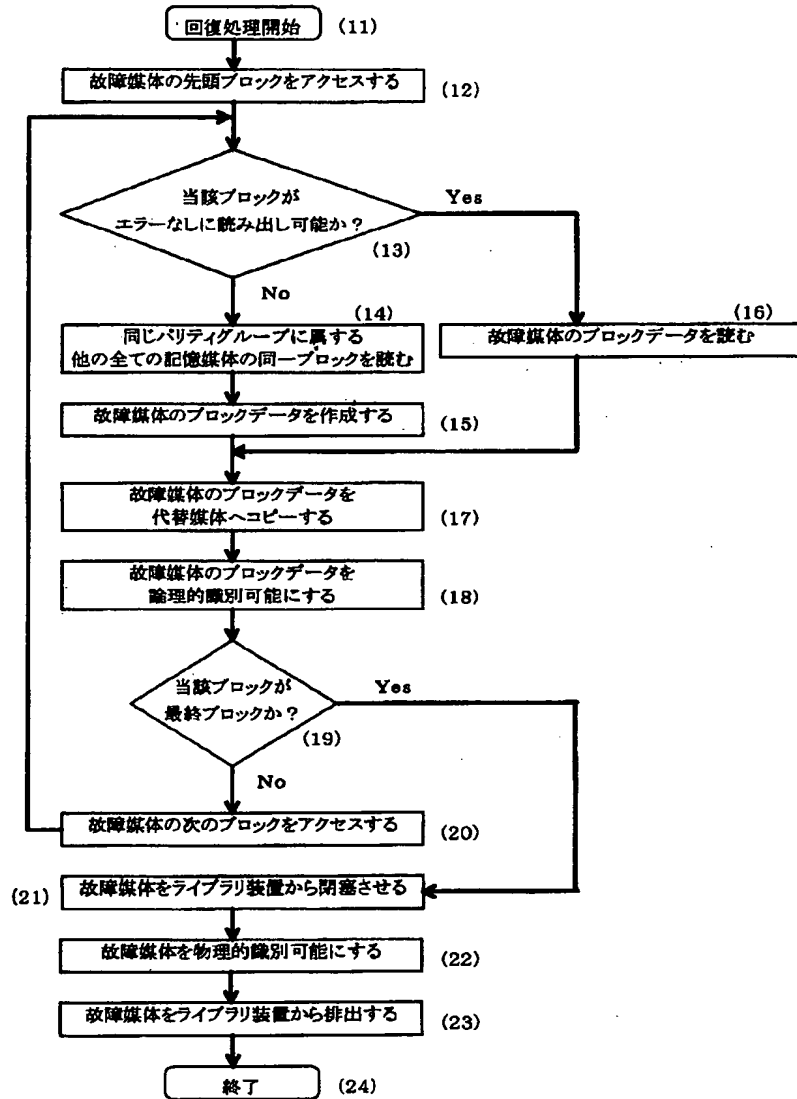 回復処理開始 (11)
故障媒体の先頭ブロックをアクセスする (12)
当該ブロックが
エラーなしに読み出し可能か?
(13)
Yes
No
(14)
同じパリティグループに属する
他の全ての記憶媒体の同一ブロックを読む
(16)
故障媒体のブロックデータを読む
故障媒体のブロックデータを作成する (15)
故障媒体のブロックデータを
代替媒体へコピーする (17)
故障媒体のブロックデータを
論理的識別可能にする (18)
当該ブロックが
最終ブロックか?
(19)
Yes
No
故障媒体の次のブロックをアクセスする (20)
(21) 故障媒体をライブラリ装置から閉塞させる
故障媒体を物理的識別可能にする (22)
故障媒体をライブラリ装置から排出する (23)
終了 (24)